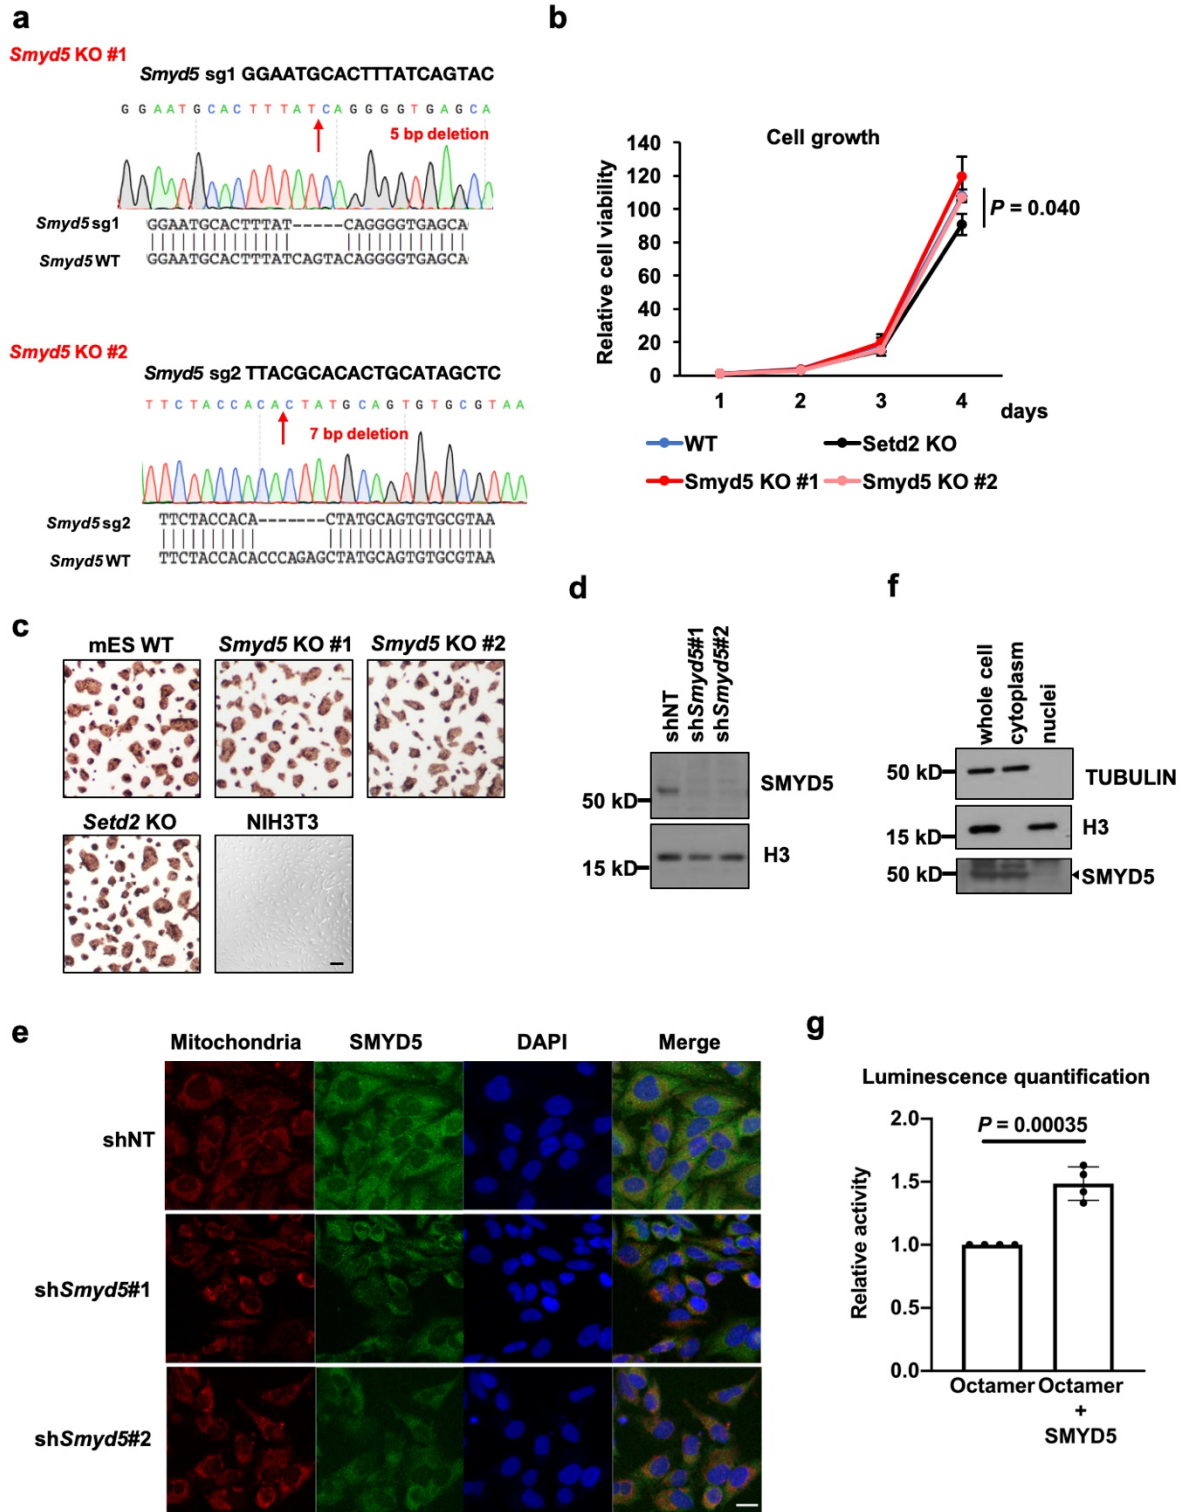 a
Smyd5 KO #1
Smyd5 sg1 GGAATGCACTTTATCAGTAC
G G A A T G C A C T T T A T C A G G G G T G A G C A
5 bp deletion
Smyd5 sg1 GGAATGCACTTTAT------CAGGGGTGAGCA
Smyd5 WT GGAATGCACTTTATCAGTACAGGGGTGAGCA
Smyd5 KO #2
Smyd5 sg2 TTACGCACACTGCATAGCTC
T T C T A C C A C A C T A T G C A G T G T G C G T A A
7 bp deletion
Smyd5 sg2 TTCTACCACA-------CTATGCAGTGTGCGTAA
Smyd5 WT TTCTACCACACCCAGAGCTATGCAGTGTGCGTAA
b
Cell growth
Relative cell viability
140
120
100
80
60
40
20
0
P = 0.040
1 2 3 4 days
WT Setd2 KO
Smyd5 KO #1 Smyd5 KO #2
c
mES WT Smyd5 KO #1 Smyd5 KO #2
Setd2 KO NIH3T3
d
shNT
shSmyd5#1
shSmyd5#2
50 kD SMYD5
15 kD H3
f
whole cell
cytoplasm
nuclei
50 kD TUBULIN
15 kD H3
50 kD SMYD5
e
Mitochondria SMYD5 DAPI Merge
shNT
shSmyd5#1
shSmyd5#2
g
Luminescence quantification
P = 0.00035
Relative activity
2.0
1.5
1.0
0.5
0.0
Octamer Octamer
+
SMYD5